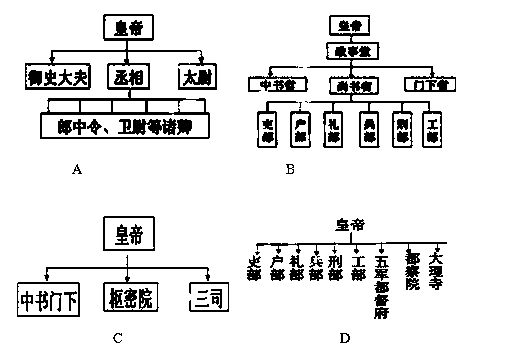 皇帝
御史大夫 丞相 太尉
郎中令、卫尉等诸卿
A
皇帝
政事堂
中书省 尚书省 门下省
吏部 户部 礼部 兵部 刑部 工部
B
皇帝
中书门下 枢密院 三司
C
皇帝
吏部 户部 礼部 兵部 刑部 工部 五军都督府 都察院 大理寺
D